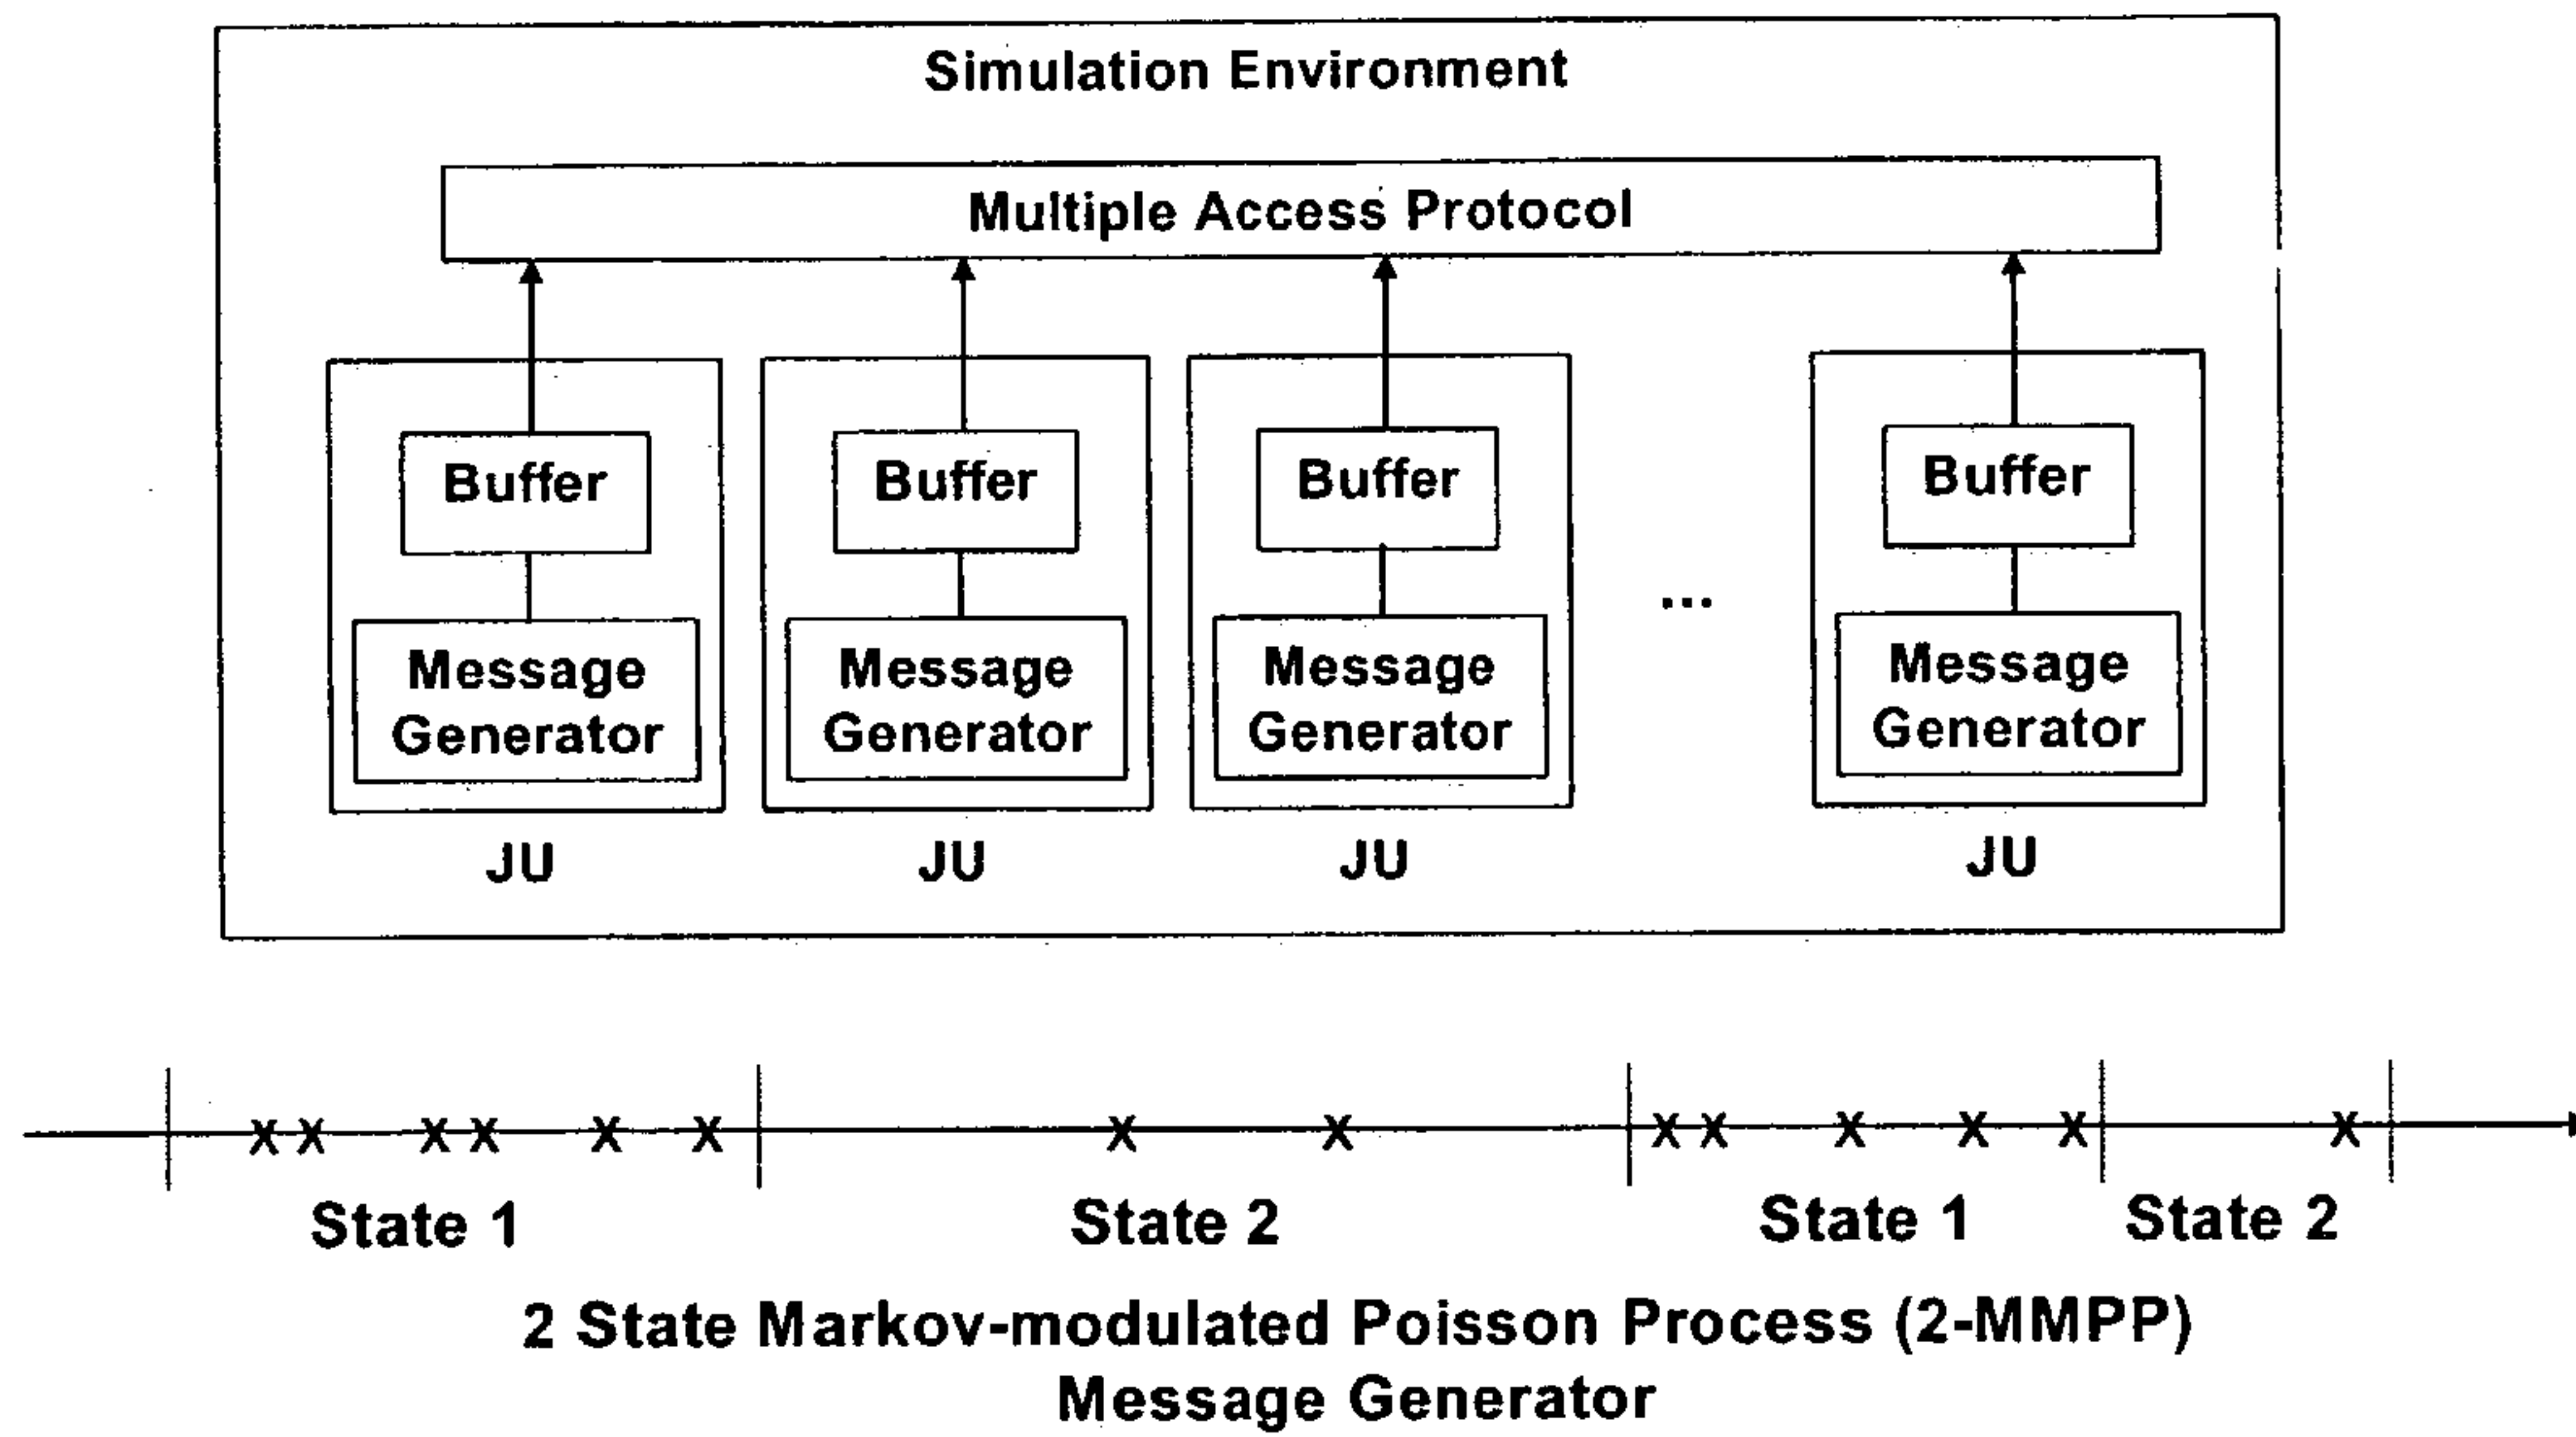 Simulation Environment
Multiple Access Protocol
Buffer
Buffer
Buffer
Buffer
...
Message
Generator
Message
Generator
Message
Generator
Message
Generator
JU
JU
JU
JU
X X X X X X X X X X X X X X
State 1
State 2
State 1
State 2
2 State Markov-modulated Poisson Process (2-MMPP)
Message Generator